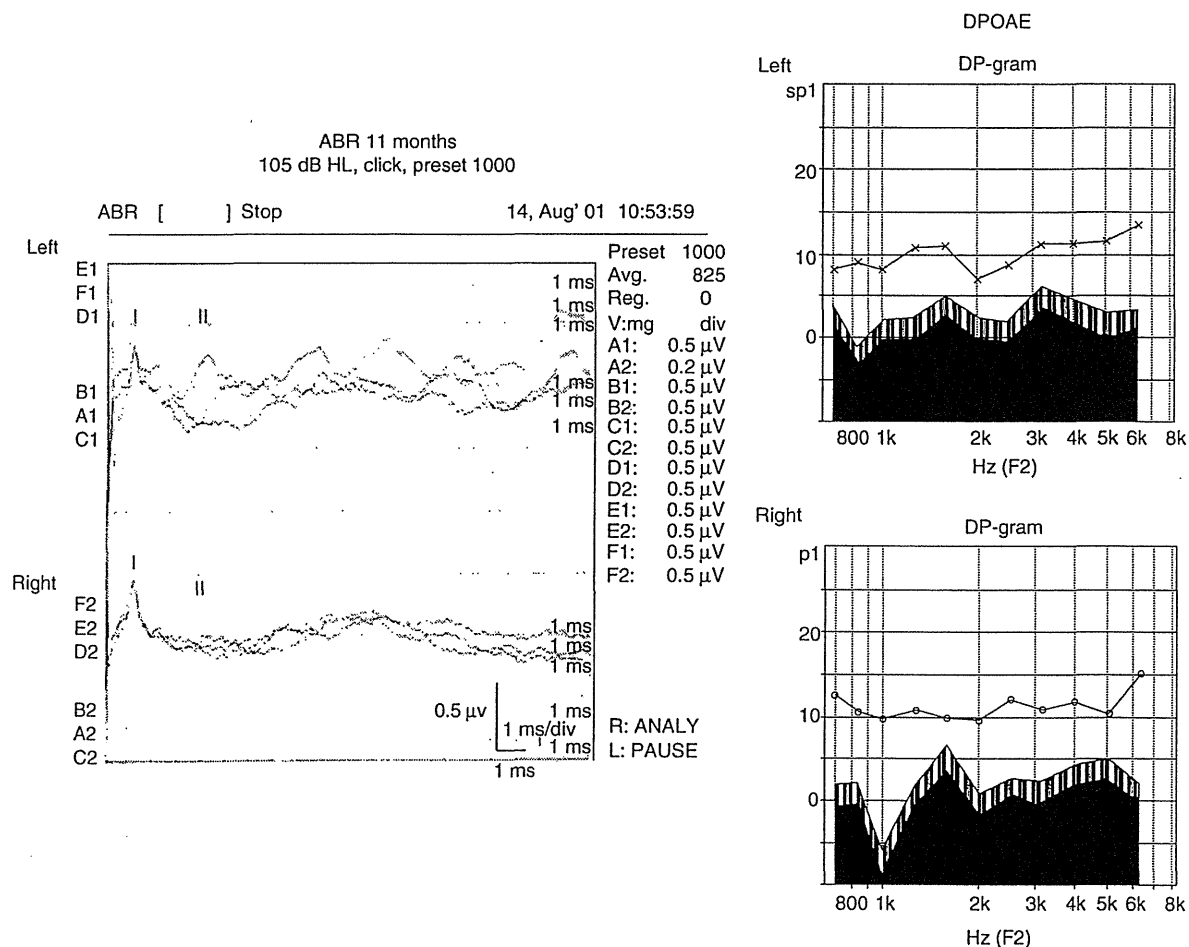 ABR 11 months
105 dB HL, click, preset 1000
ABR [ ] Stop 14, Aug' 01 10:53:59
Left
E1
F1
D1
B1
A1
C1
I II
1 ms
1 ms
1 ms
1 ms
1 ms
1 ms
Preset 1000
Avg. 825
Reg. 0
V:mg div
A1: 0.5 μV
A2: 0.2 μV
B1: 0.5 μV
B2: 0.5 μV
C1: 0.5 μV
C2: 0.5 μV
D1: 0.5 μV
D2: 0.5 μV
E1: 0.5 μV
E2: 0.5 μV
F1: 0.5 μV
F2: 0.5 μV
Right
F2
E2
D2
B2
A2
C2
I
II
1 ms
1 ms
1 ms
1 ms
1 ms
0.5 μv
1 ms/div
1 ms
R: ANALY
L: PAUSE
DPOAE
Left DP-gram
sp1
20
10
0
800 1k 2k 3k 4k 5k 6k 8k
Hz (F2)
Right DP-gram
p1
20
10
0
800 1k 2k 3k 4k 5k 6k 8k
Hz (F2)